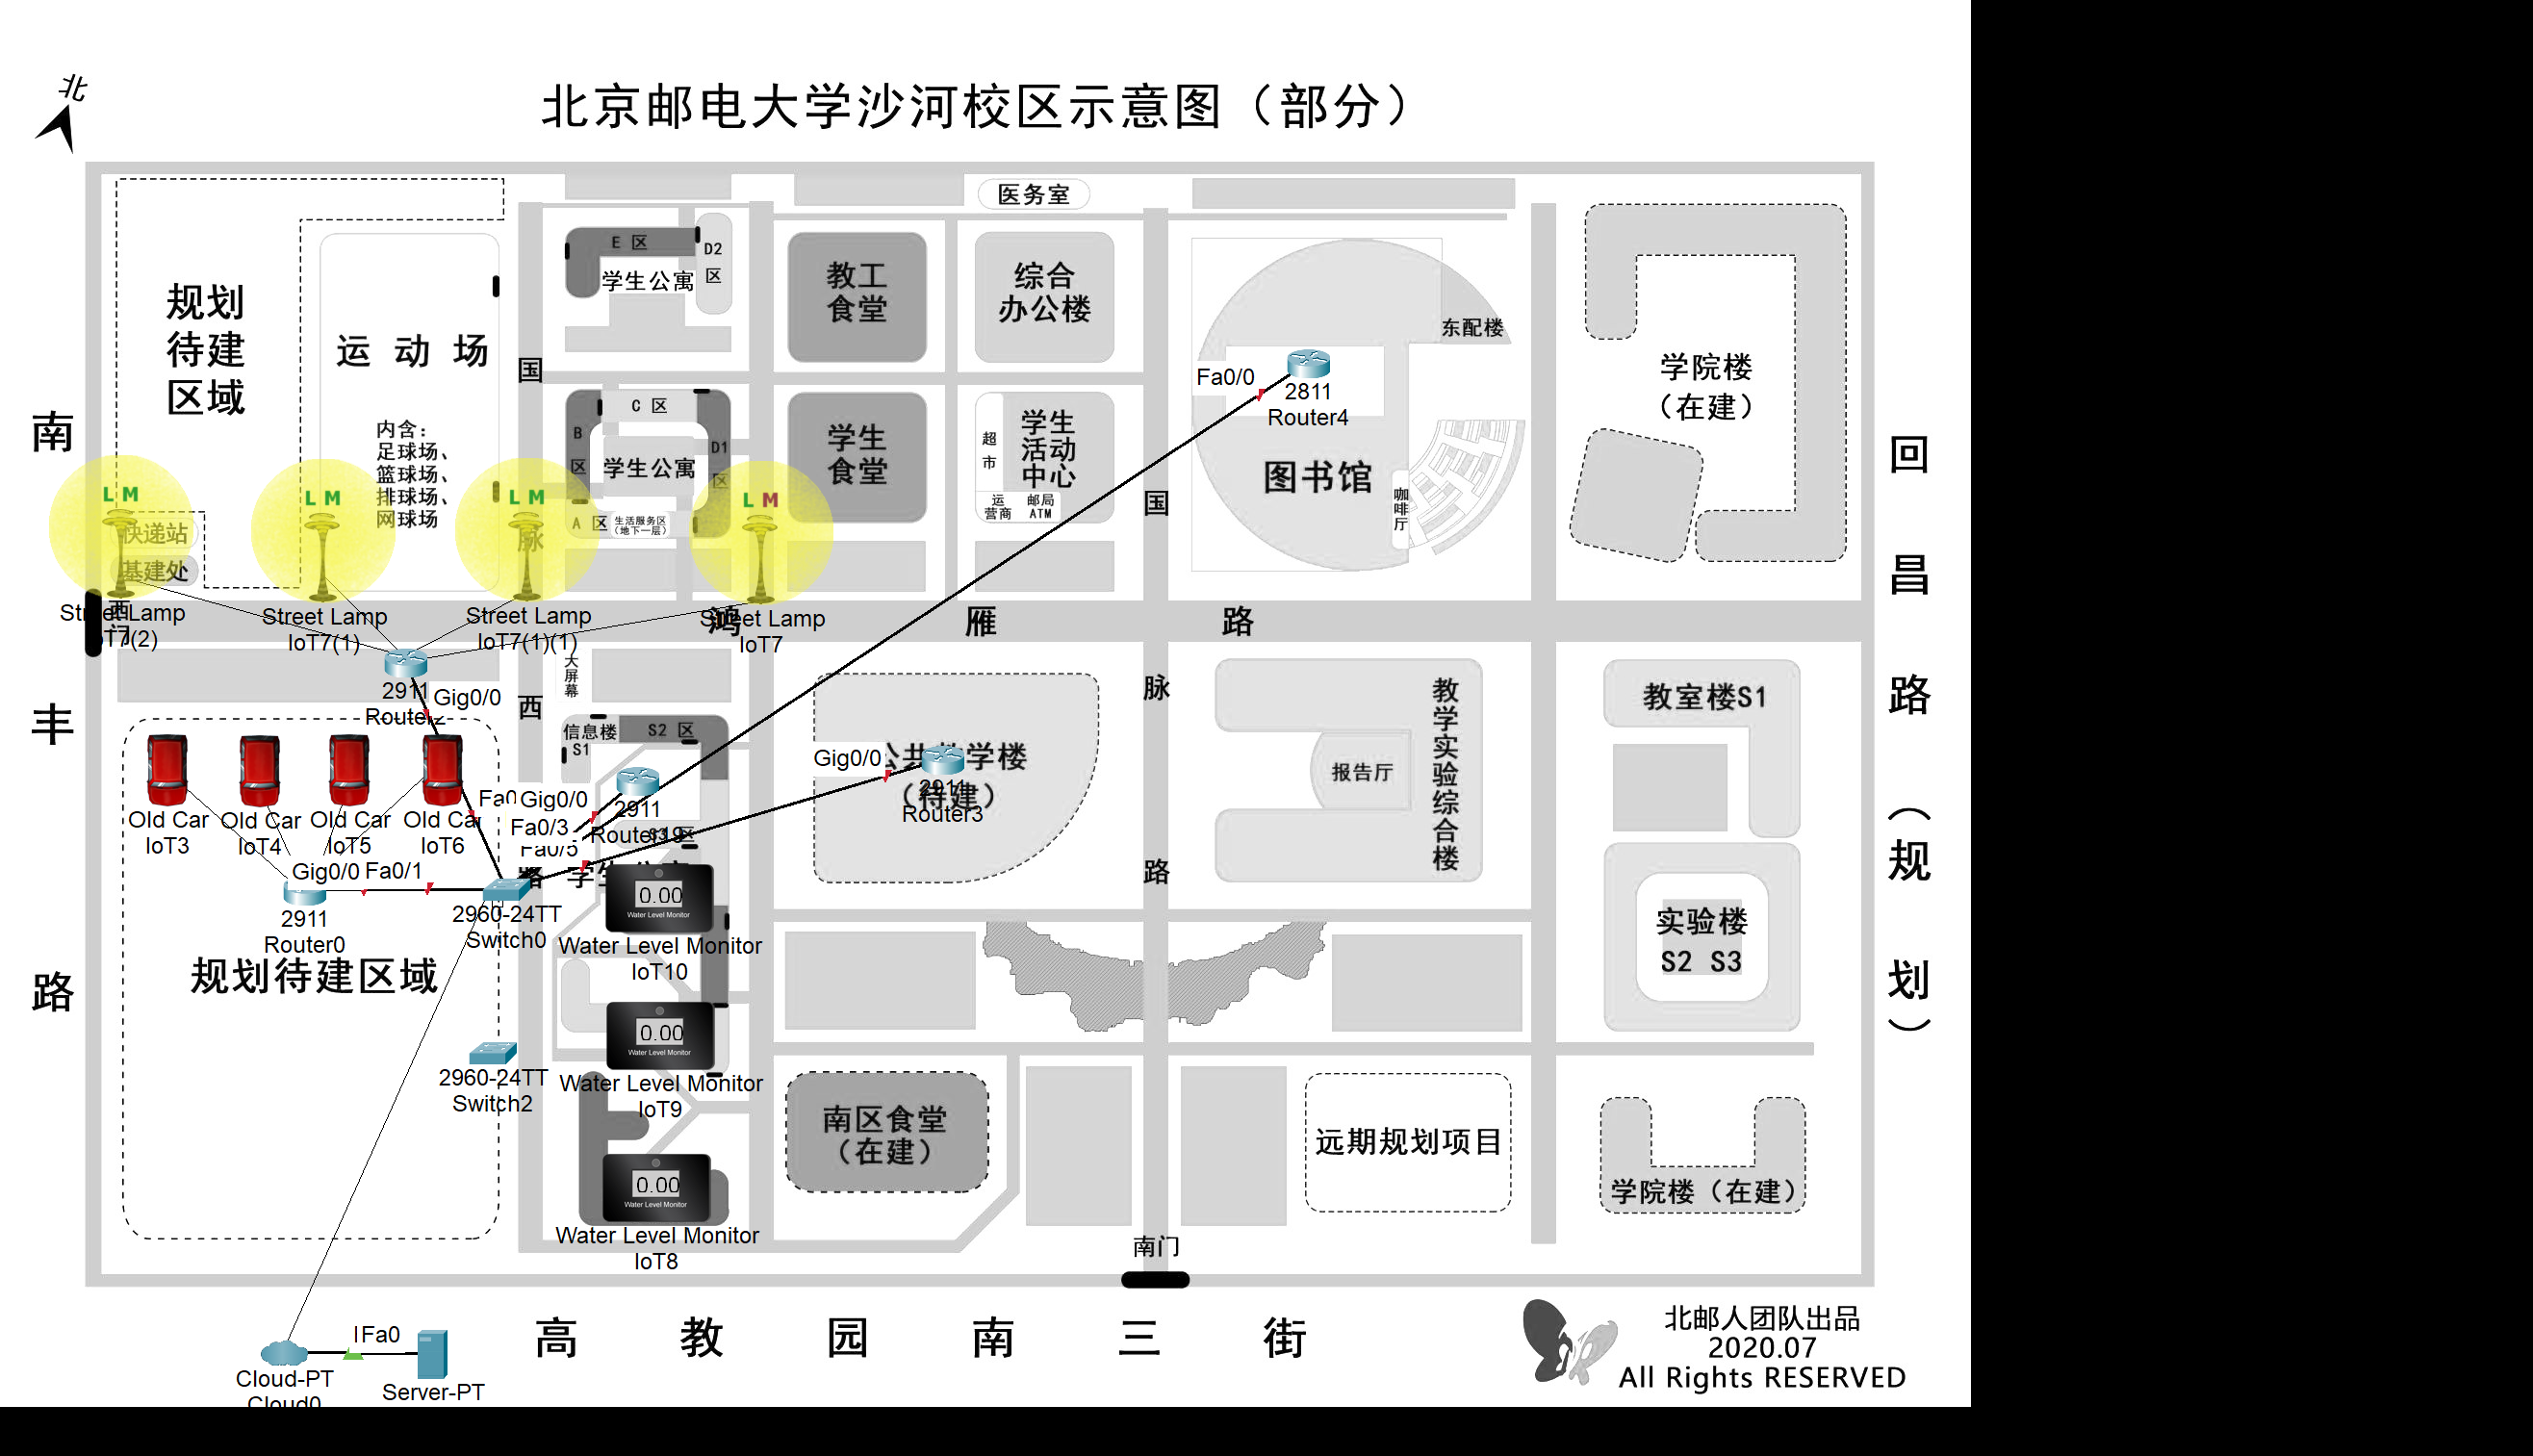 北京邮电大学沙河校区示意图（部分）
北
医务室
E 区
D2
区
学生公寓
教工
食堂
综合
办公楼
东配楼
学院楼
（在建）
规划
待建
区域
运 动 场
内含：
足球场、
篮球场、
排球场、
网球场
国
脉
西
C 区
B
区
D1
区
学生公寓
A 区
生活服务区
（地下一层）
学生
食堂
超
市
学生
活动
中心
运
营商
邮局
ATM
图书馆
咖
啡
厅
Fa0/0
2811
Router4
国
脉
路
南
丰
路
回
昌
路
（
规
划
）
L M
L M
L M
L M
快递站
基建处
Street Lamp
IoT7(1)
Street Lamp
IoT7(1)(1)
Street Lamp
IoT7
鸿
雁
路
2911
Router2
Gig0/0
大
屏
幕
信息楼
S1
S2 区
Old Car
IoT3
Old Car
IoT4
Old Car
IoT5
Old Car
IoT6
Gig0/0
Fa0/1
2911
Router0
Gig0/0
Fa0/3
Fa0/5
2911
Router19
2960-24TT
Switch0
规划待建区域
2960-24TT
Switch2
0.00
Water Level Monitor
Water Level Monitor
IoT10
0.00
Water Level Monitor
Water Level Monitor
IoT9
0.00
Water Level Monitor
Water Level Monitor
IoT8
Gig0/0
2911
Router3
教
学
实
验
综
合
楼
报告厅
教室楼S1
实验楼
S2 S3
南区食堂
（在建）
远期规划项目
学院楼（在建）
南门
Fa0
Cloud-PT
Cloud0
Server-PT
高 教 园 南 三 街
北邮人团队出品
2020.07
All Rights RESERVED